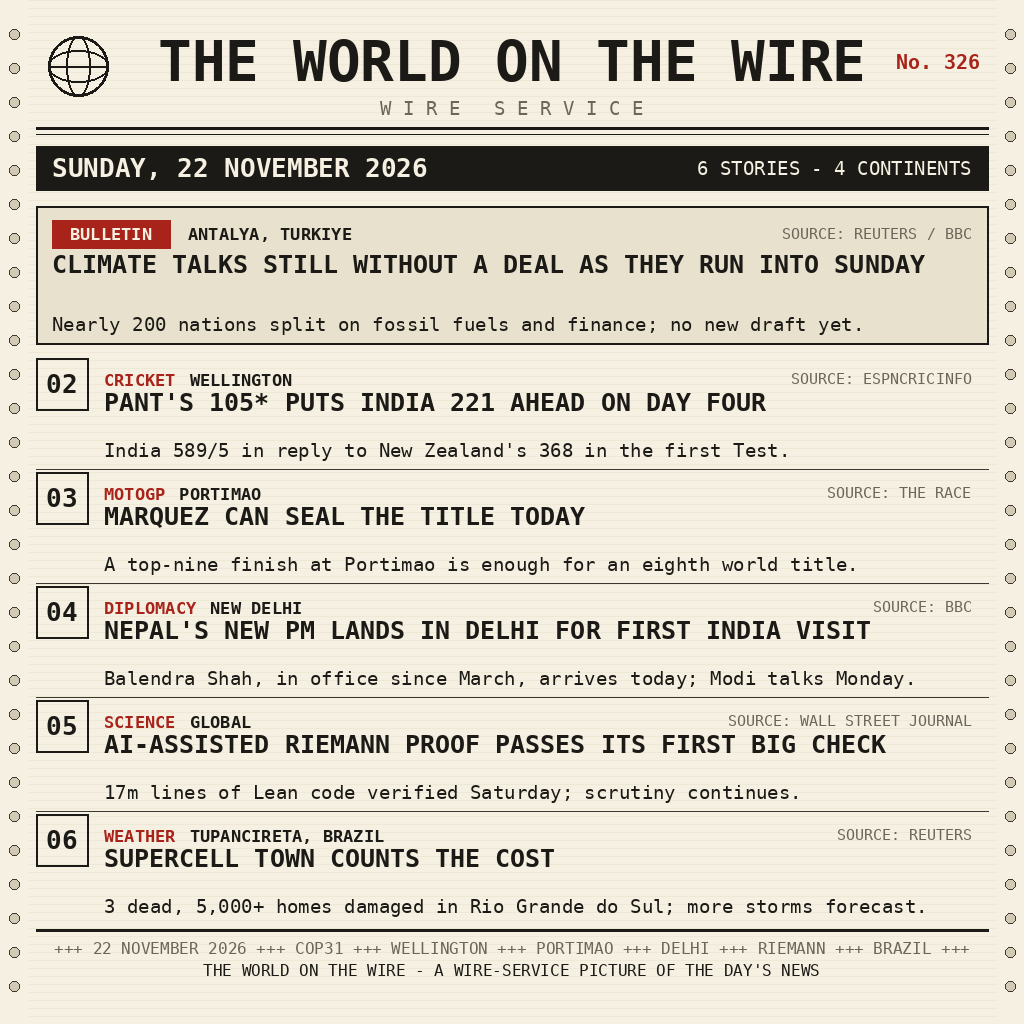 THE WORLD ON THE WIRE
No. 326
WIRE SERVICE
SUNDAY, 22 NOVEMBER 2026
6 STORIES - 4 CONTINENTS
BULLETIN ANTALYA, TURKIYE
SOURCE: REUTERS / BBC
CLIMATE TALKS STILL WITHOUT A DEAL AS THEY RUN INTO SUNDAY
Nearly 200 nations split on fossil fuels and finance; no new draft yet.
02
CRICKET WELLINGTON
SOURCE: ESPNCRICINFO
PANT'S 105* PUTS INDIA 221 AHEAD ON DAY FOUR
India 589/5 in reply to New Zealand's 368 in the first Test.
03
MOTOGP PORTIMAO
SOURCE: THE RACE
MARQUEZ CAN SEAL THE TITLE TODAY
A top-nine finish at Portimao is enough for an eighth world title.
04
DIPLOMACY NEW DELHI
SOURCE: BBC
NEPAL'S NEW PM LANDS IN DELHI FOR FIRST INDIA VISIT
Balendra Shah, in office since March, arrives today; Modi talks Monday.
05
SCIENCE GLOBAL
SOURCE: WALL STREET JOURNAL
AI-ASSISTED RIEMANN PROOF PASSES ITS FIRST BIG CHECK
17m lines of Lean code verified Saturday; scrutiny continues.
06
WEATHER TUPANCIRETA, BRAZIL
SOURCE: REUTERS
SUPERCELL TOWN COUNTS THE COST
3 dead, 5,000+ homes damaged in Rio Grande do Sul; more storms forecast.
+++ 22 NOVEMBER 2026 +++ COP31 +++ WELLINGTON +++ PORTIMAO +++ DELHI +++ RIEMANN +++ BRAZIL +++
THE WORLD ON THE WIRE - A WIRE-SERVICE PICTURE OF THE DAY'S NEWS